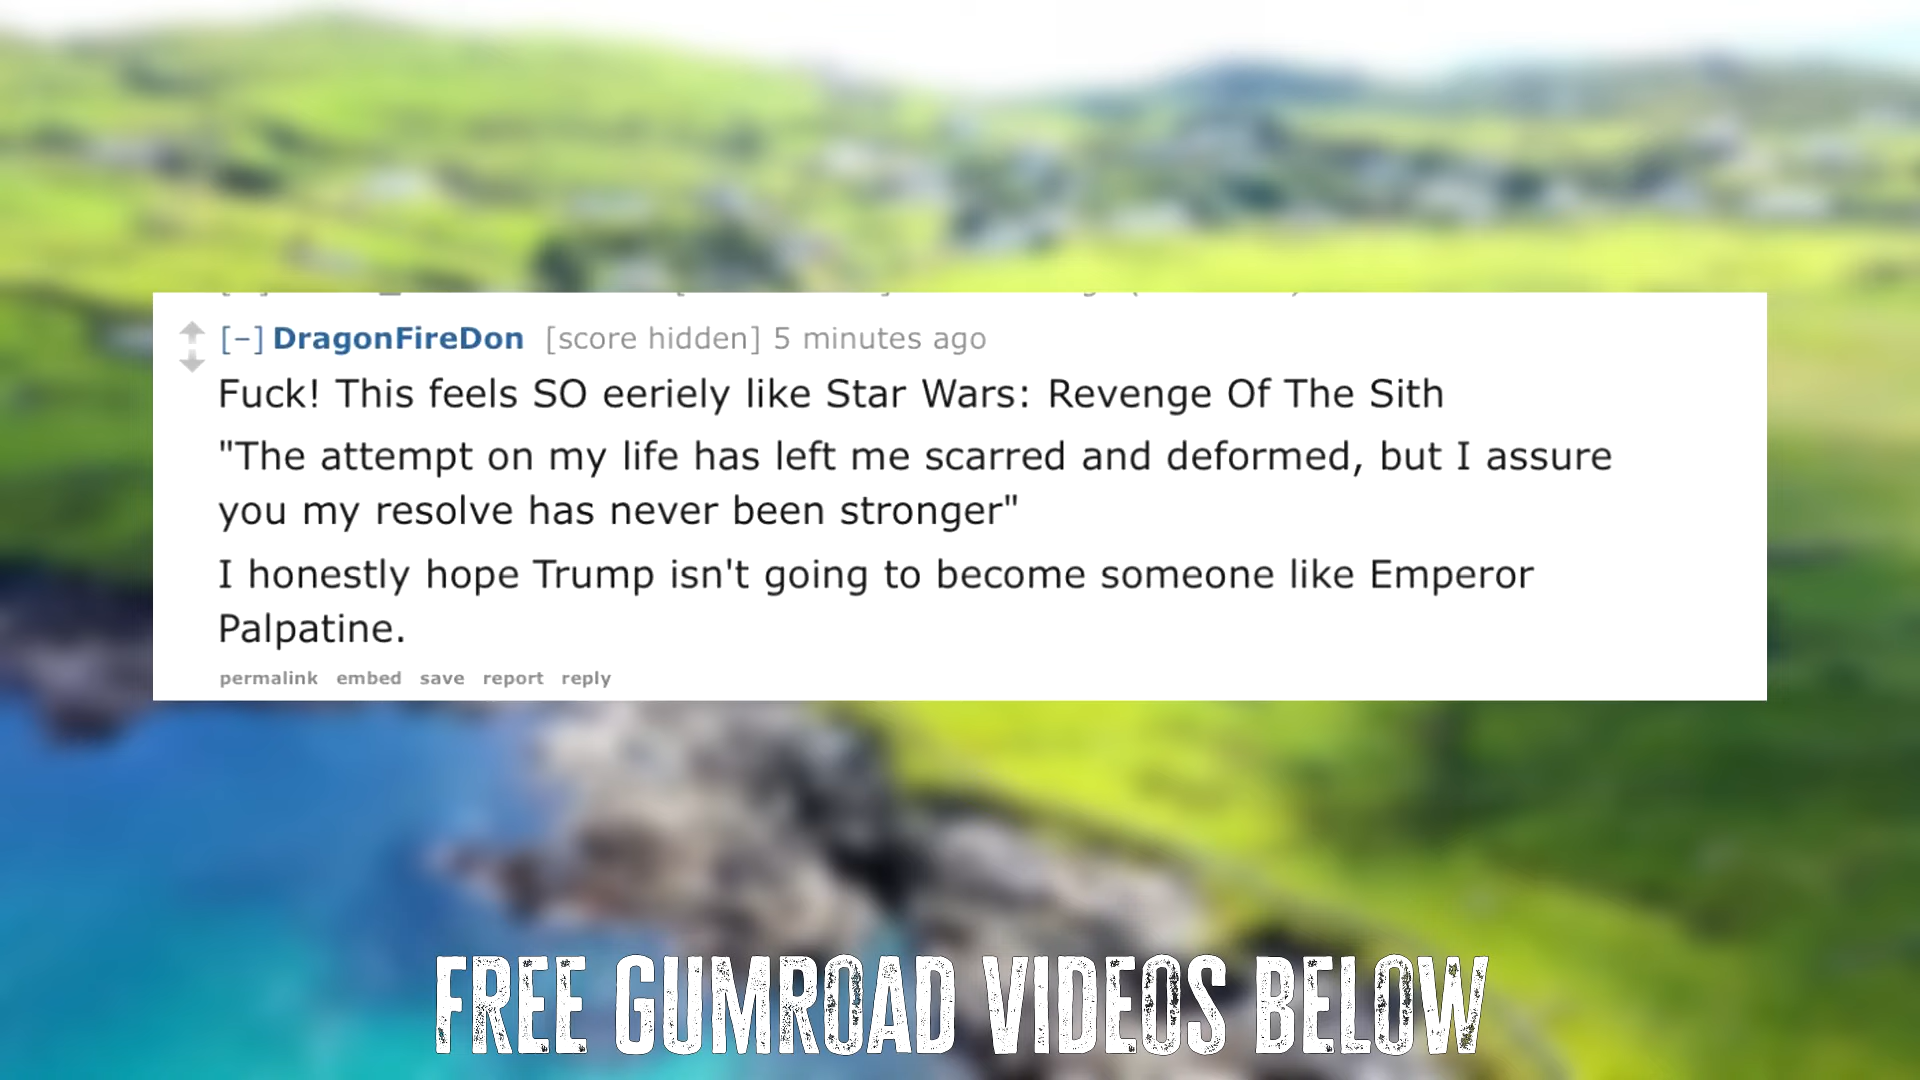 [–] DragonFireDon [score hidden] 5 minutes ago
Fuck! This feels SO eeriely like Star Wars: Revenge Of The Sith
"The attempt on my life has left me scarred and deformed, but I assure
you my resolve has never been stronger"
I honestly hope Trump isn't going to become someone like Emperor
Palpatine.
permalink embed save report reply
FREE GUMROAD VIDEOS BELOW